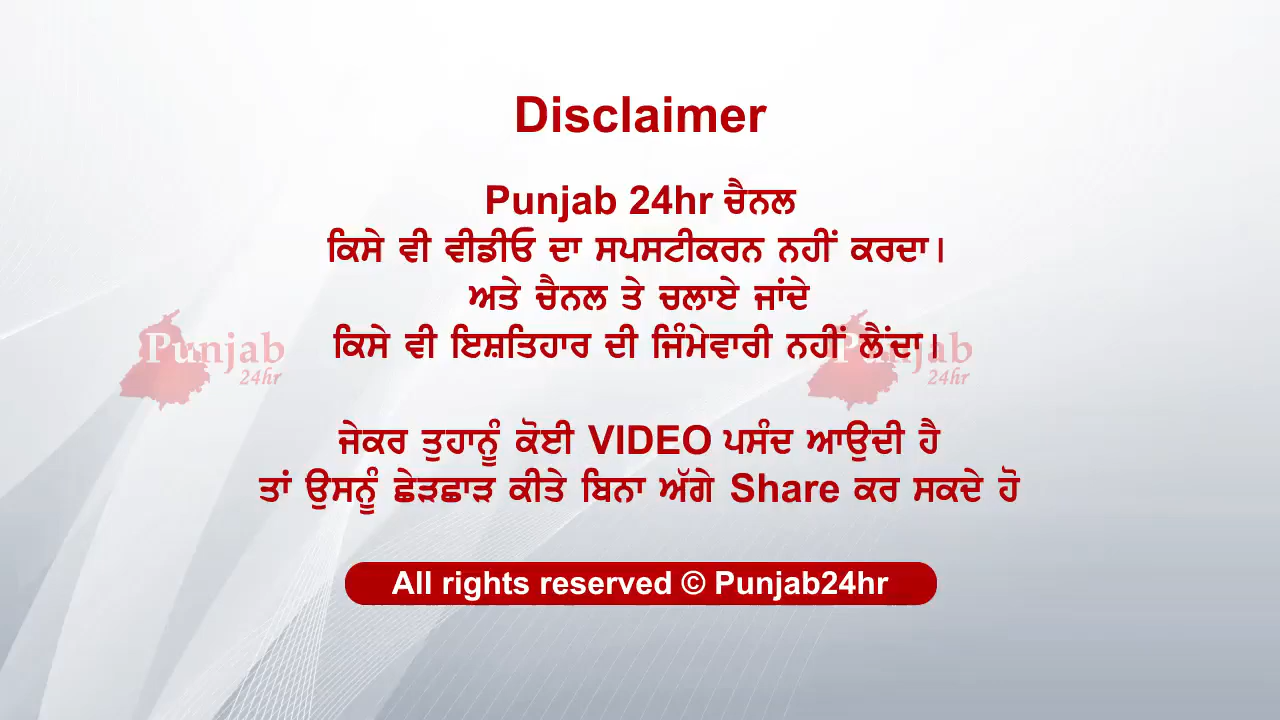 Disclaimer
Punjab 24hr ਚੈਨਲ
ਕਿਸੇ ਵੀ ਵੀਡੀਓ ਦਾ ਸਪਸਟੀਕਰਨ ਨਹੀਂ ਕਰਦਾ।
ਅਤੇ ਚੈਨਲ ਤੇ ਚਲਾਏ ਜਾਂਦੇ
ਕਿਸੇ ਵੀ ਇਸ਼ਤਿਹਾਰ ਦੀ ਜਿੰਮੇਵਾਰੀ ਨਹੀਂ ਲੈਂਦਾ।
Punjab
24hr
Punjab
24hr
ਜੇਕਰ ਤੁਹਾਨੂੰ ਕੋਈ VIDEO ਪਸੰਦ ਆਉਦੀ ਹੈ
ਤਾਂ ਉਸਨੂੰ ਛੇੜਛਾੜ ਕੀਤੇ ਬਿਨਾ ਅੱਗੇ Share ਕਰ ਸਕਦੇ ਹੋ
All rights reserved © Punjab24hr